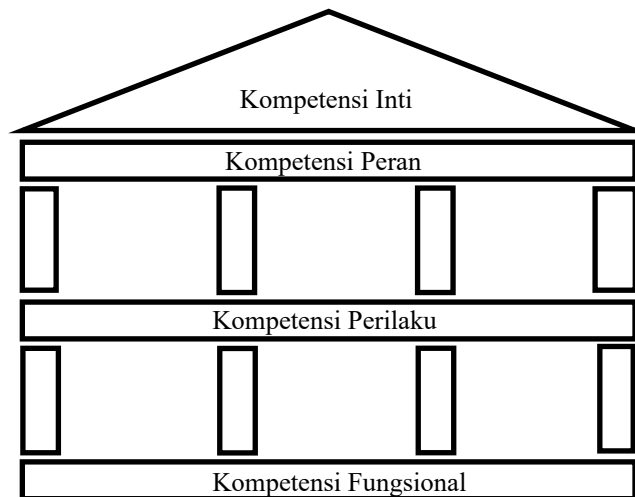 Kompetensi Inti
Kompetensi Peran
Kompetensi Perilaku
Kompetensi Fungsional